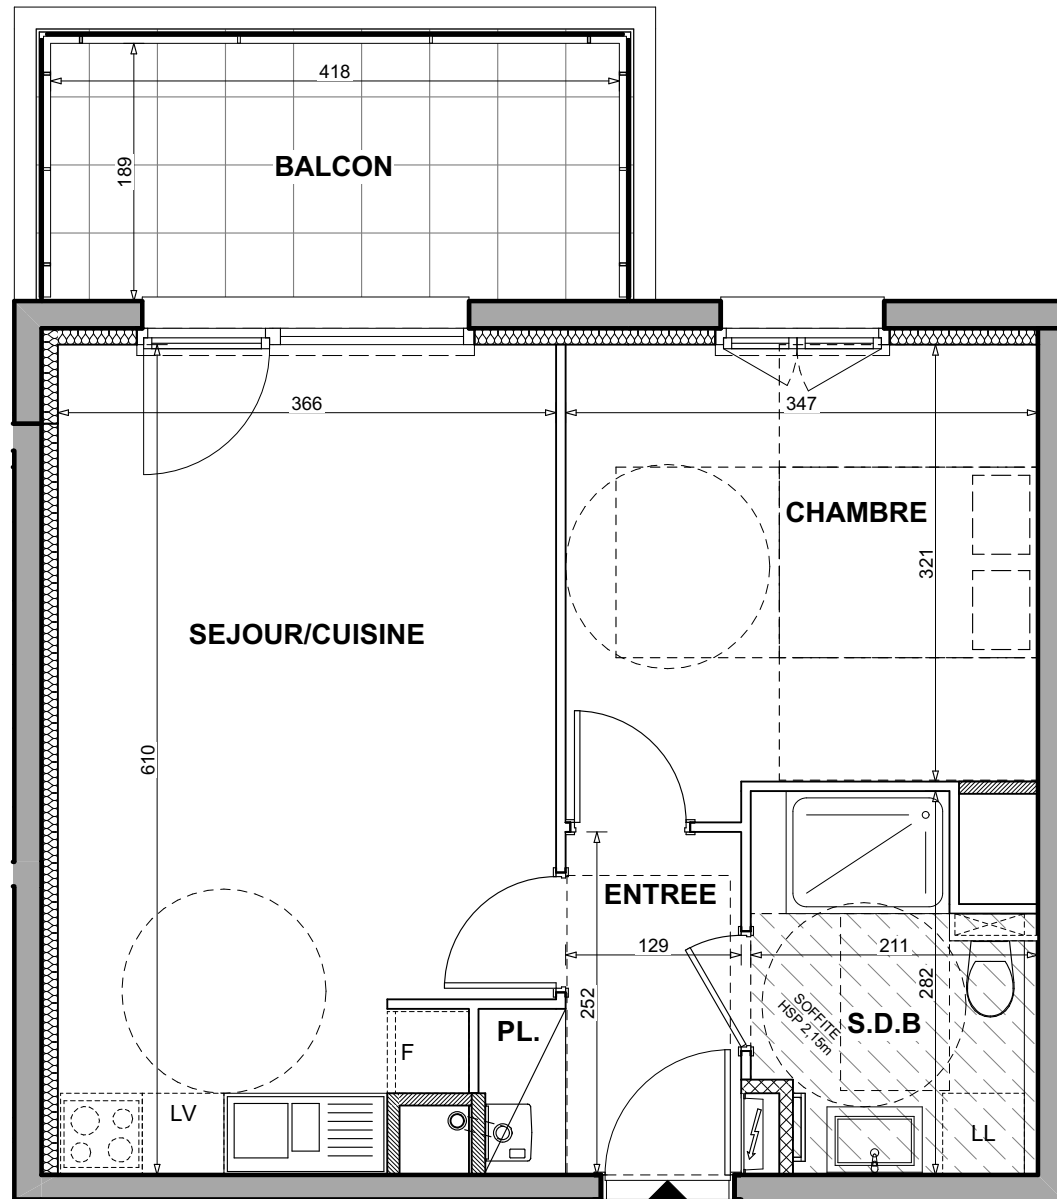 418
189
BALCON
366
347
CHAMBRE
321
SEJOUR/CUISINE
610
ENTREE
129
211
252
282
SOFFITE
HSP 2,15m
S.D.B
PL.
F
LV
LL